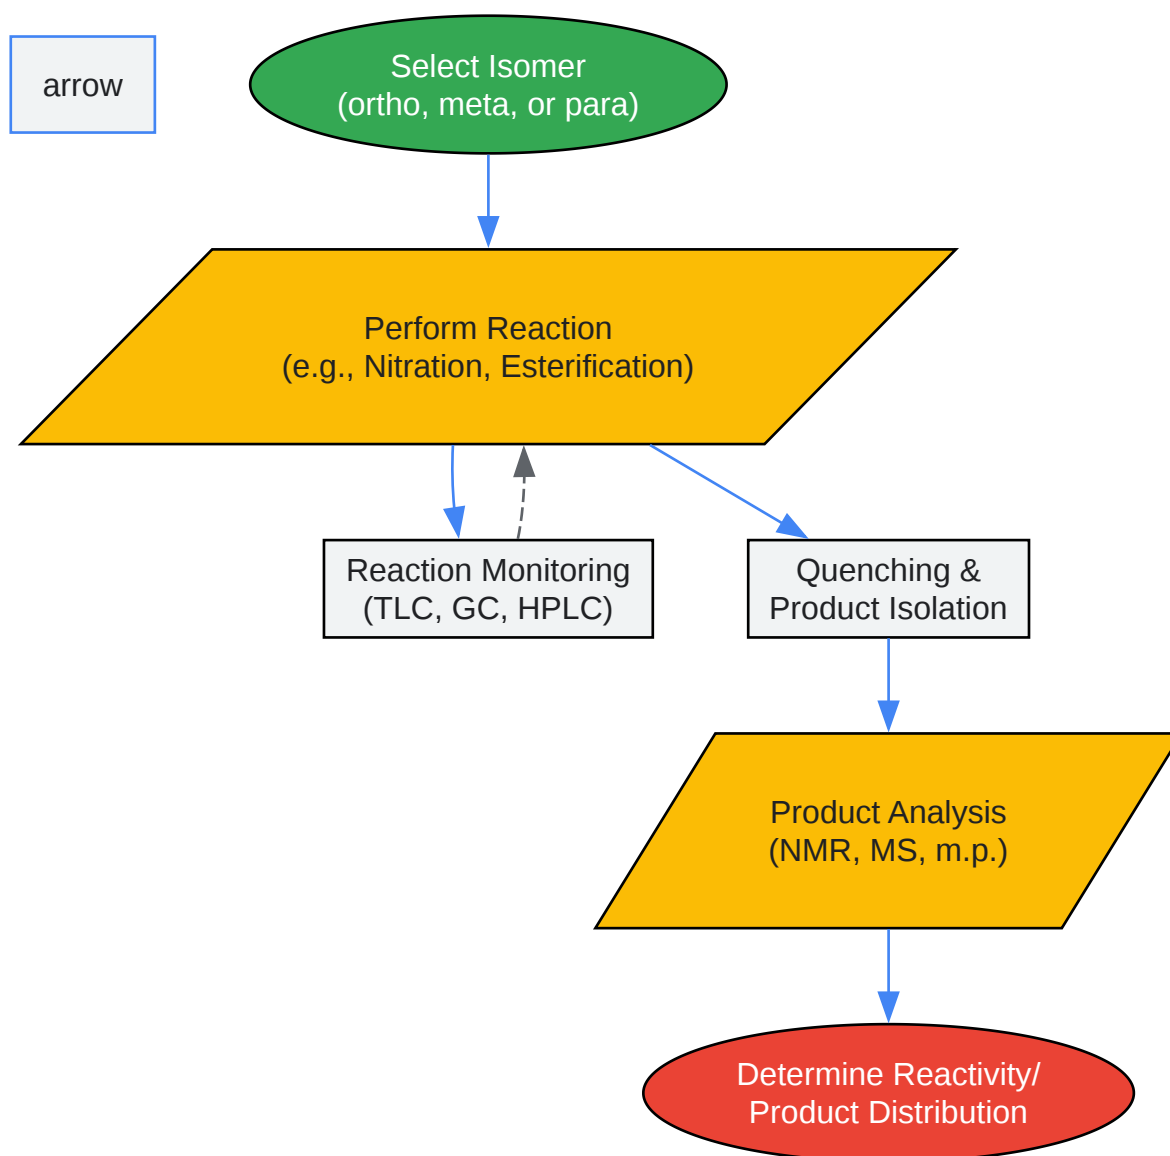 arrow
Select Isomer
(ortho, meta, or para)
Perform Reaction
(e.g., Nitration, Esterification)
Reaction Monitoring
(TLC, GC, HPLC)
Quenching &
Product Isolation
Product Analysis
(NMR, MS, m.p.)
Determine Reactivity/
Product Distribution